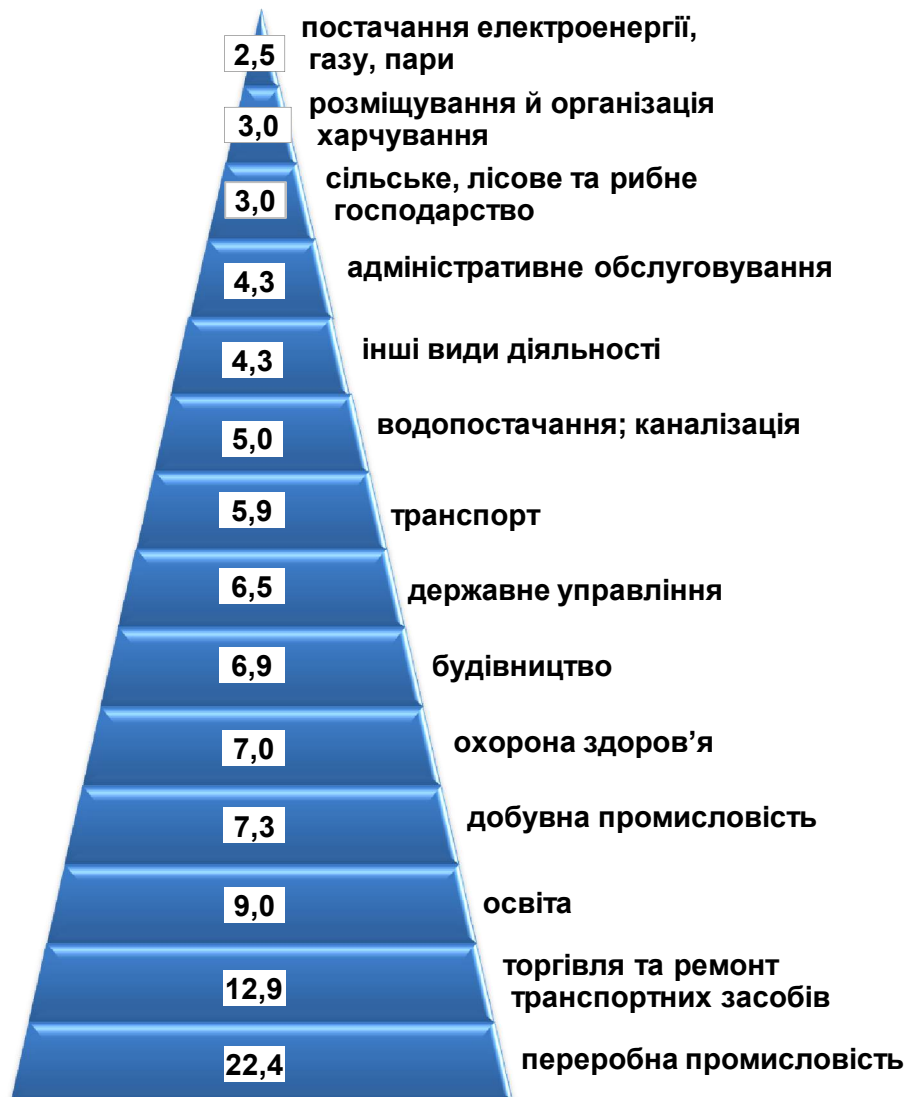 постачання електроенергії,
2,5 газу, пари
розміщування й організація
3,0 харчування
сільське, лісове та рибне
3,0 господарство
4,3 адміністративне обслуговування
4,3 інші види діяльності
5,0 водопостачання; каналізація
5,9 транспорт
6,5 державне управління
6,9 будівництво
7,0 охорона здоров’я
7,3 добувна промисловість
9,0 освіта
торгівля та ремонт
12,9 транспортних засобів
22,4 переробна промисловість